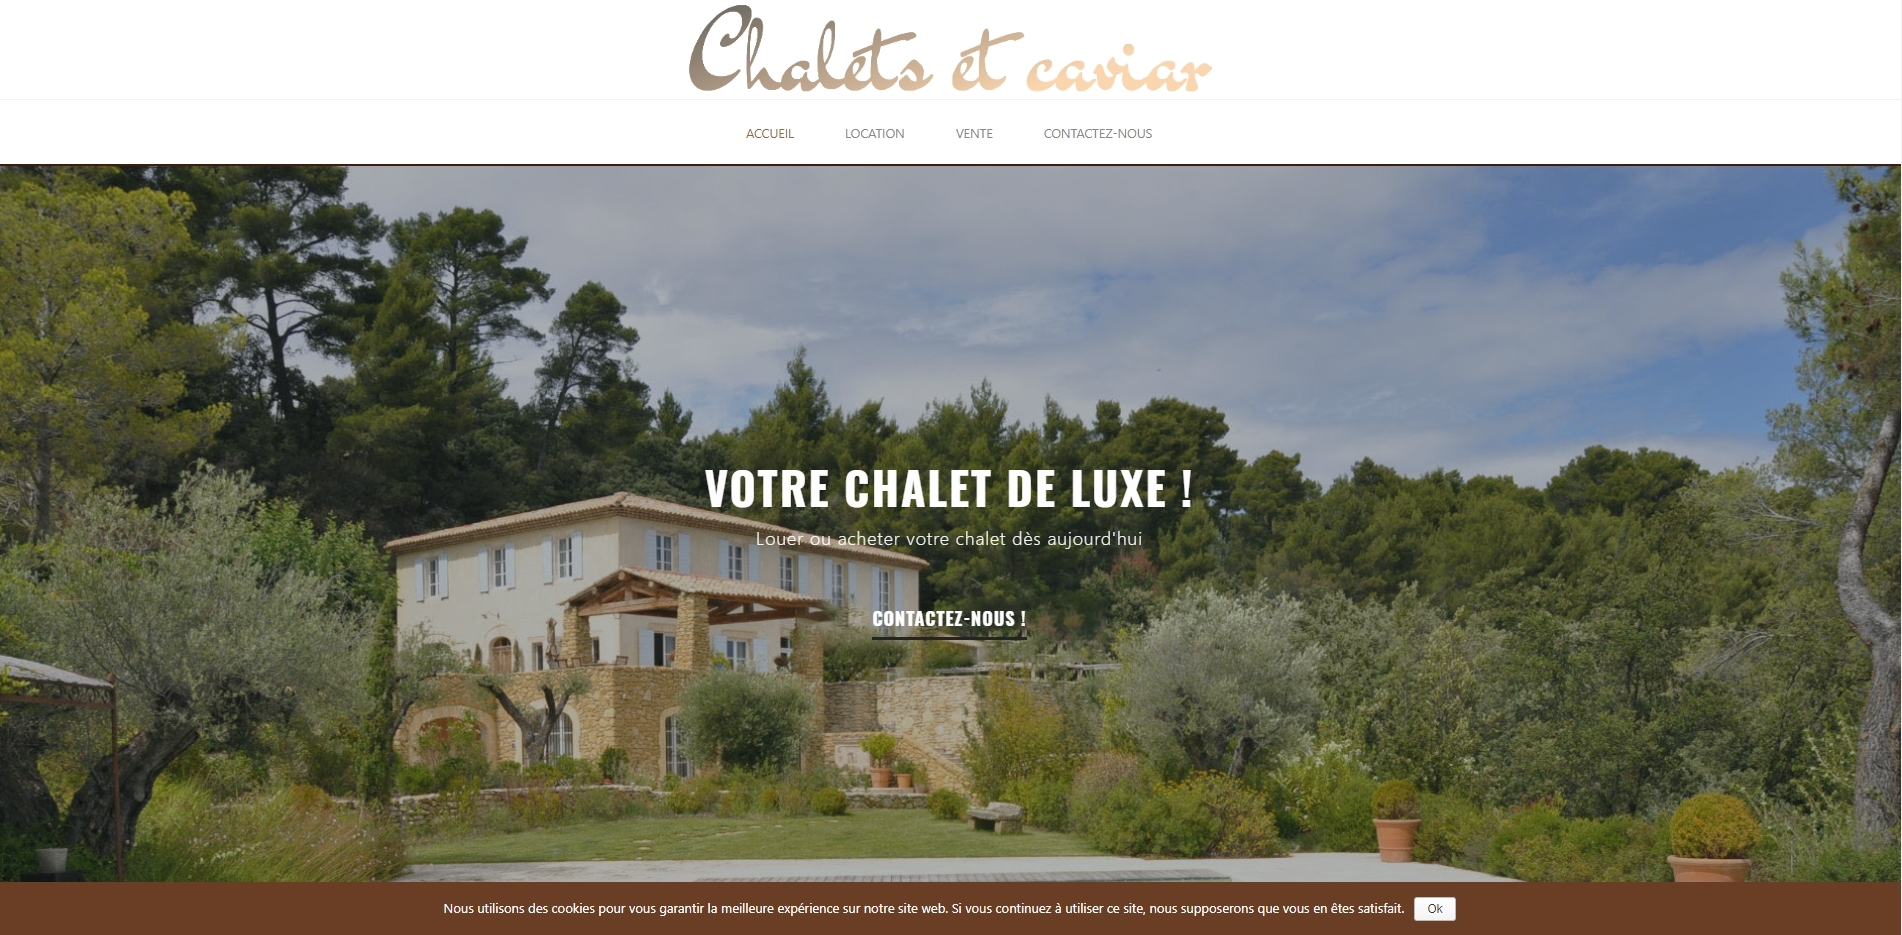 Chalets et caviar
ACCUEIL LOCATION VENTE CONTACTEZ-NOUS
VOTRE CHALET DE LUXE !
Louer ou acheter votre chalet dès aujourd'hui
CONTACTEZ-NOUS !
Nous utilisons des cookies pour vous garantir la meilleure expérience sur notre site web. Si vous continuez à utiliser ce site, nous supposerons que vous en êtes satisfait. Ok